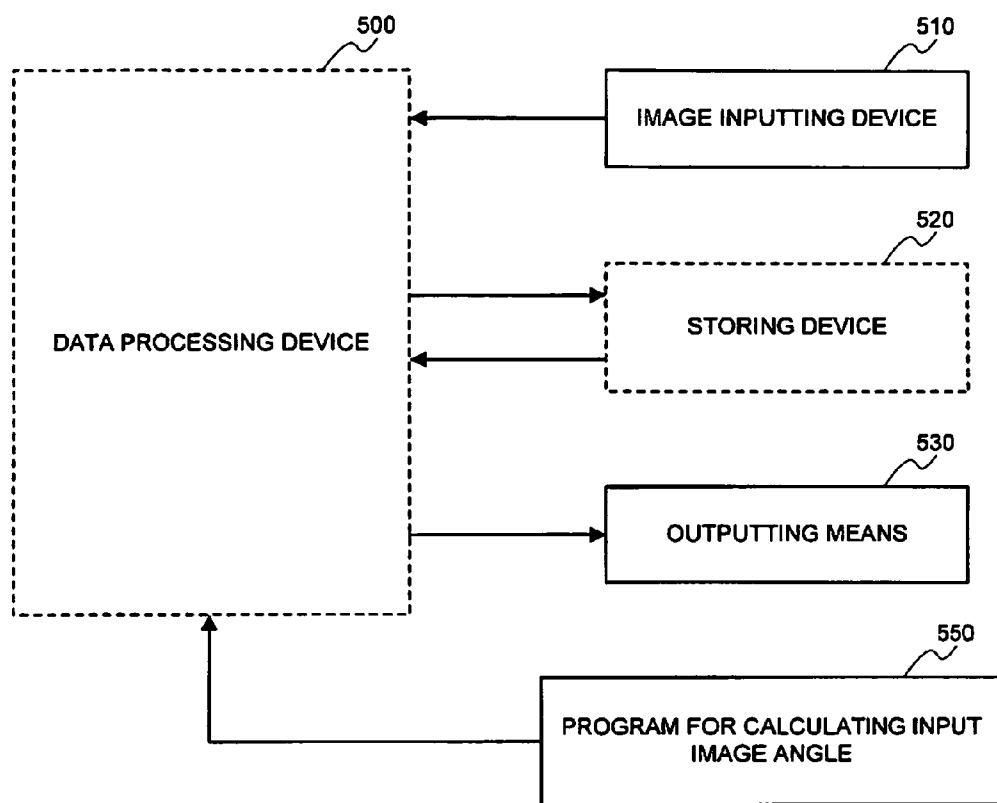 500
510
IMAGE INPUTTING DEVICE
520
DATA PROCESSING DEVICE
STORING DEVICE
530
OUTPUTTING MEANS
550
PROGRAM FOR CALCULATING INPUT
IMAGE ANGLE